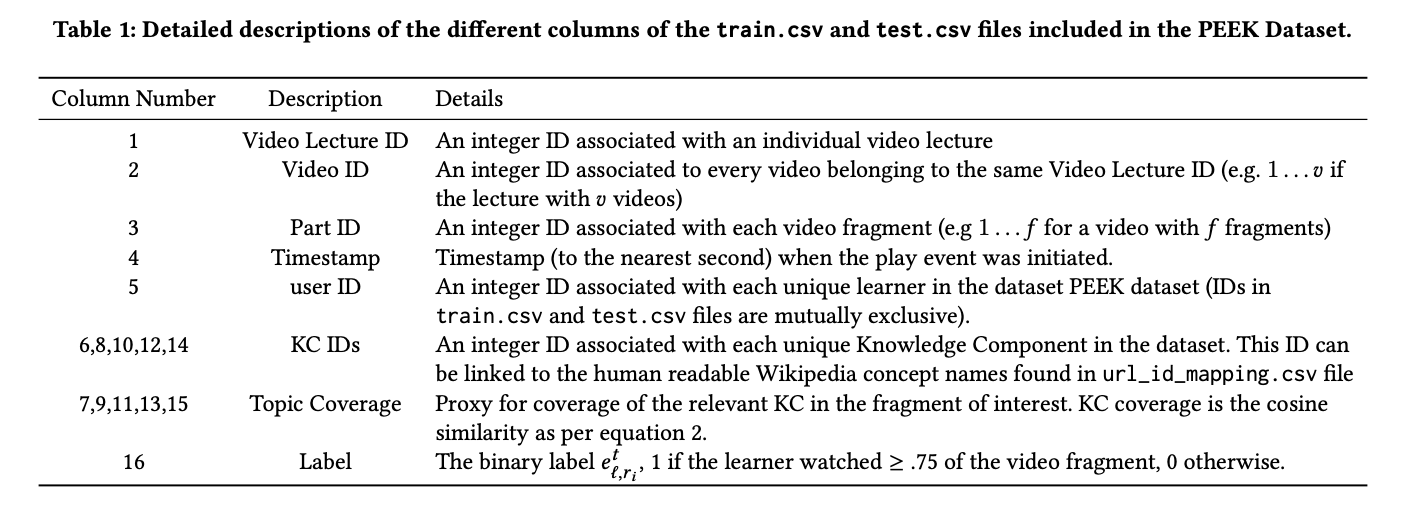 Table 1: Detailed descriptions of the different columns of the train.csv and test.csv files included in the PEEK Dataset.
Column Number Description Details
1 Video Lecture ID An integer ID associated with an individual video lecture
2 Video ID An integer ID associated to every video belonging to the same Video Lecture ID (e.g. 1 . . . v if
the lecture with v videos)
3 Part ID An integer ID associated with each video fragment (e.g 1 . . . f for a video with f fragments)
4 Timestamp Timestamp (to the nearest second) when the play event was initiated.
5 user ID An integer ID associated with each unique learner in the dataset PEEK dataset (IDs in
train.csv and test.csv files are mutually exclusive).
6,8,10,12,14 KC IDs An integer ID associated with each unique Knowledge Component in the dataset. This ID can
be linked to the human readable Wikipedia concept names found in url_id_mapping.csv file
7,9,11,13,15 Topic Coverage Proxy for coverage of the relevant KC in the fragment of interest. KC coverage is the cosine
similarity as per equation 2.
16 Label The binary label e^t_{ℓ,r_i}, 1 if the learner watched ≥ .75 of the video fragment, 0 otherwise.